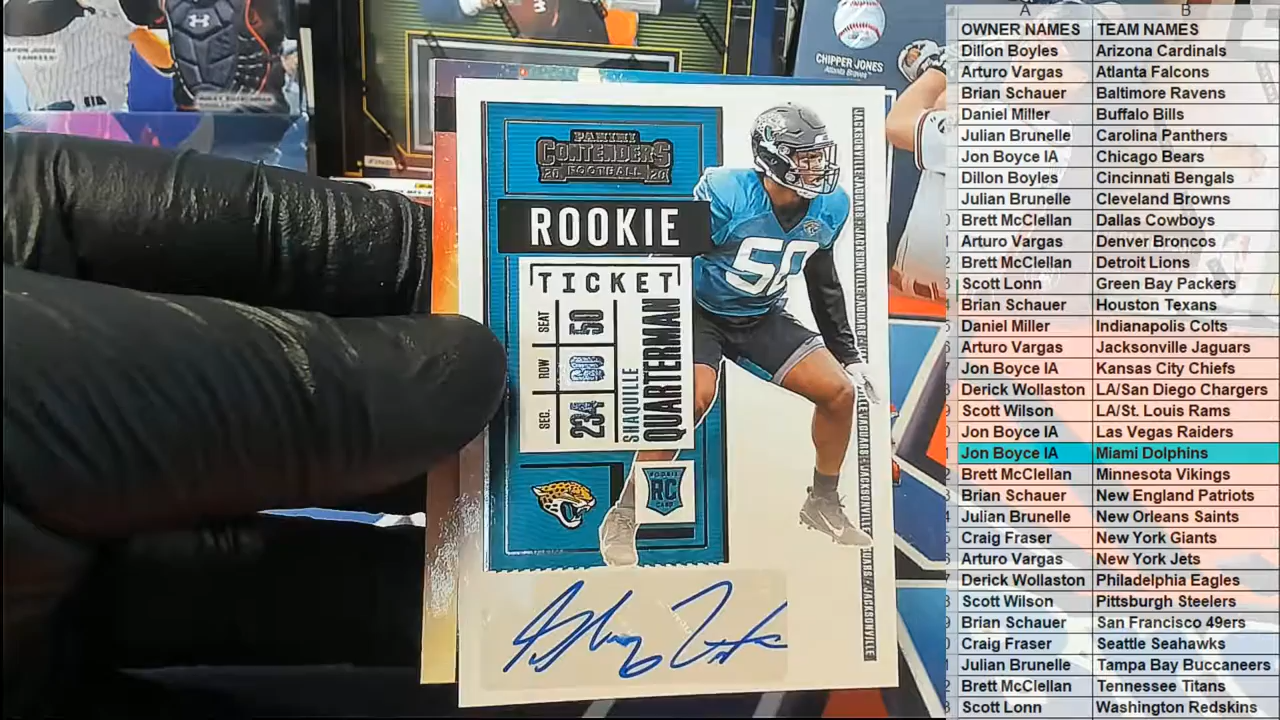 CHIPPER JONES
Atlanta Braves
PANINI
CONTENDERS
20 FOOTBALL 20
ROOKIE
TICKET
SEAT 50
ROW
SEC. 234
SHAQUILLE
QUARTERMAN
50
ROOKIE
RC
CARD
A B
OWNER NAMES TEAM NAMES
Dillon Boyles Arizona Cardinals
Arturo Vargas Atlanta Falcons
Brian Schauer Baltimore Ravens
Daniel Miller Buffalo Bills
Julian Brunelle Carolina Panthers
Jon Boyce IA Chicago Bears
Dillon Boyles Cincinnati Bengals
Julian Brunelle Cleveland Browns
Brett McClellan Dallas Cowboys
Arturo Vargas Denver Broncos
Brett McClellan Detroit Lions
Scott Lonn Green Bay Packers
Brian Schauer Houston Texans
Daniel Miller Indianapolis Colts
Arturo Vargas Jacksonville Jaguars
Jon Boyce IA Kansas City Chiefs
Derick Wollaston LA/San Diego Chargers
Scott Wilson LA/St. Louis Rams
Jon Boyce IA Las Vegas Raiders
Jon Boyce IA Miami Dolphins
Brett McClellan Minnesota Vikings
Brian Schauer New England Patriots
Julian Brunelle New Orleans Saints
Craig Fraser New York Giants
Arturo Vargas New York Jets
Derick Wollaston Philadelphia Eagles
Scott Wilson Pittsburgh Steelers
Brian Schauer San Francisco 49ers
Craig Fraser Seattle Seahawks
Julian Brunelle Tampa Bay Buccaneers
Brett McClellan Tennesse Titans
Scott Lonn Washington Redskins